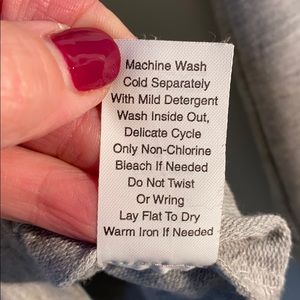 Machine Wash
Cold Separately
With Mild Detergent
Wash Inside Out,
Delicate Cycle
Only Non-Chlorine
Bleach If Needed
Do Not Twist
Or Wring
Lay Flat To Dry
Warm Iron If Needed